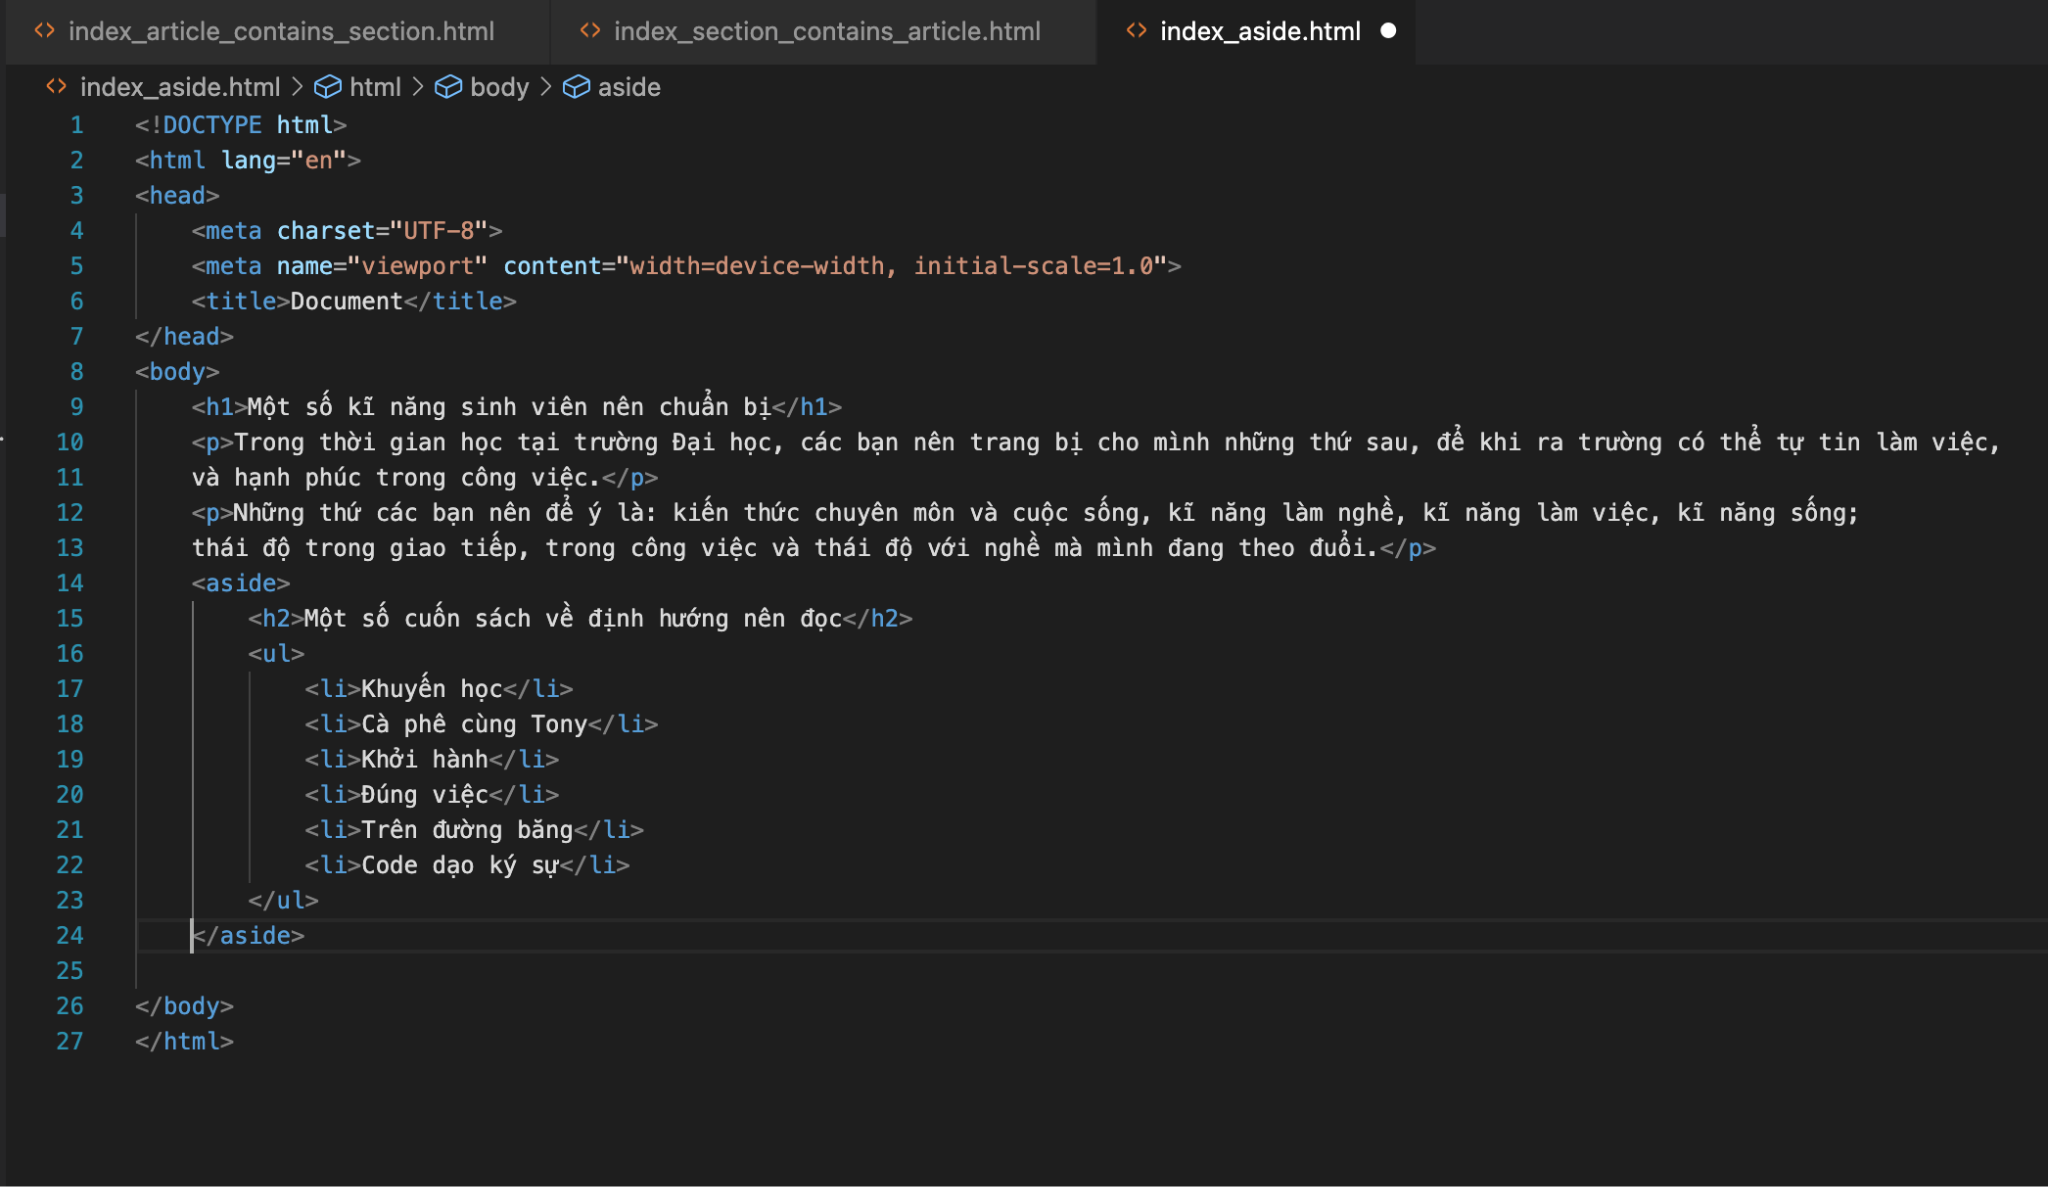 index_article_contains_section.html index_section_contains_article.html index_aside.html
index_aside.html > html > body > aside
1 <!DOCTYPE html>
2 <html lang="en">
3 <head>
4 <meta charset="UTF-8">
5 <meta name="viewport" content="width=device-width, initial-scale=1.0">
6 <title>Document</title>
7 </head>
8 <body>
9 <h1>Một số kĩ năng sinh viên nên chuẩn bị</h1>
10 <p>Trong thời gian học tại trường Đại học, các bạn nên trang bị cho mình những thứ sau, để khi ra trường có thể tự tin làm việc,
11 và hạnh phúc trong công việc.</p>
12 <p>Những thứ các bạn nên để ý là: kiến thức chuyên môn và cuộc sống, kĩ năng làm nghề, kĩ năng làm việc, kĩ năng sống;
13 thái độ trong giao tiếp, trong công việc và thái độ với nghề mà mình đang theo đuổi.</p>
14 <aside>
15 <h2>Một số cuốn sách về định hướng nên đọc</h2>
16 <ul>
17 <li>Khuyến học</li>
18 <li>Cà phê cùng Tony</li>
19 <li>Khởi hành</li>
20 <li>Đúng việc</li>
21 <li>Trên đường băng</li>
22 <li>Code dạo ký sự</li>
23 </ul>
24 </aside>
25
26 </body>
27 </html>